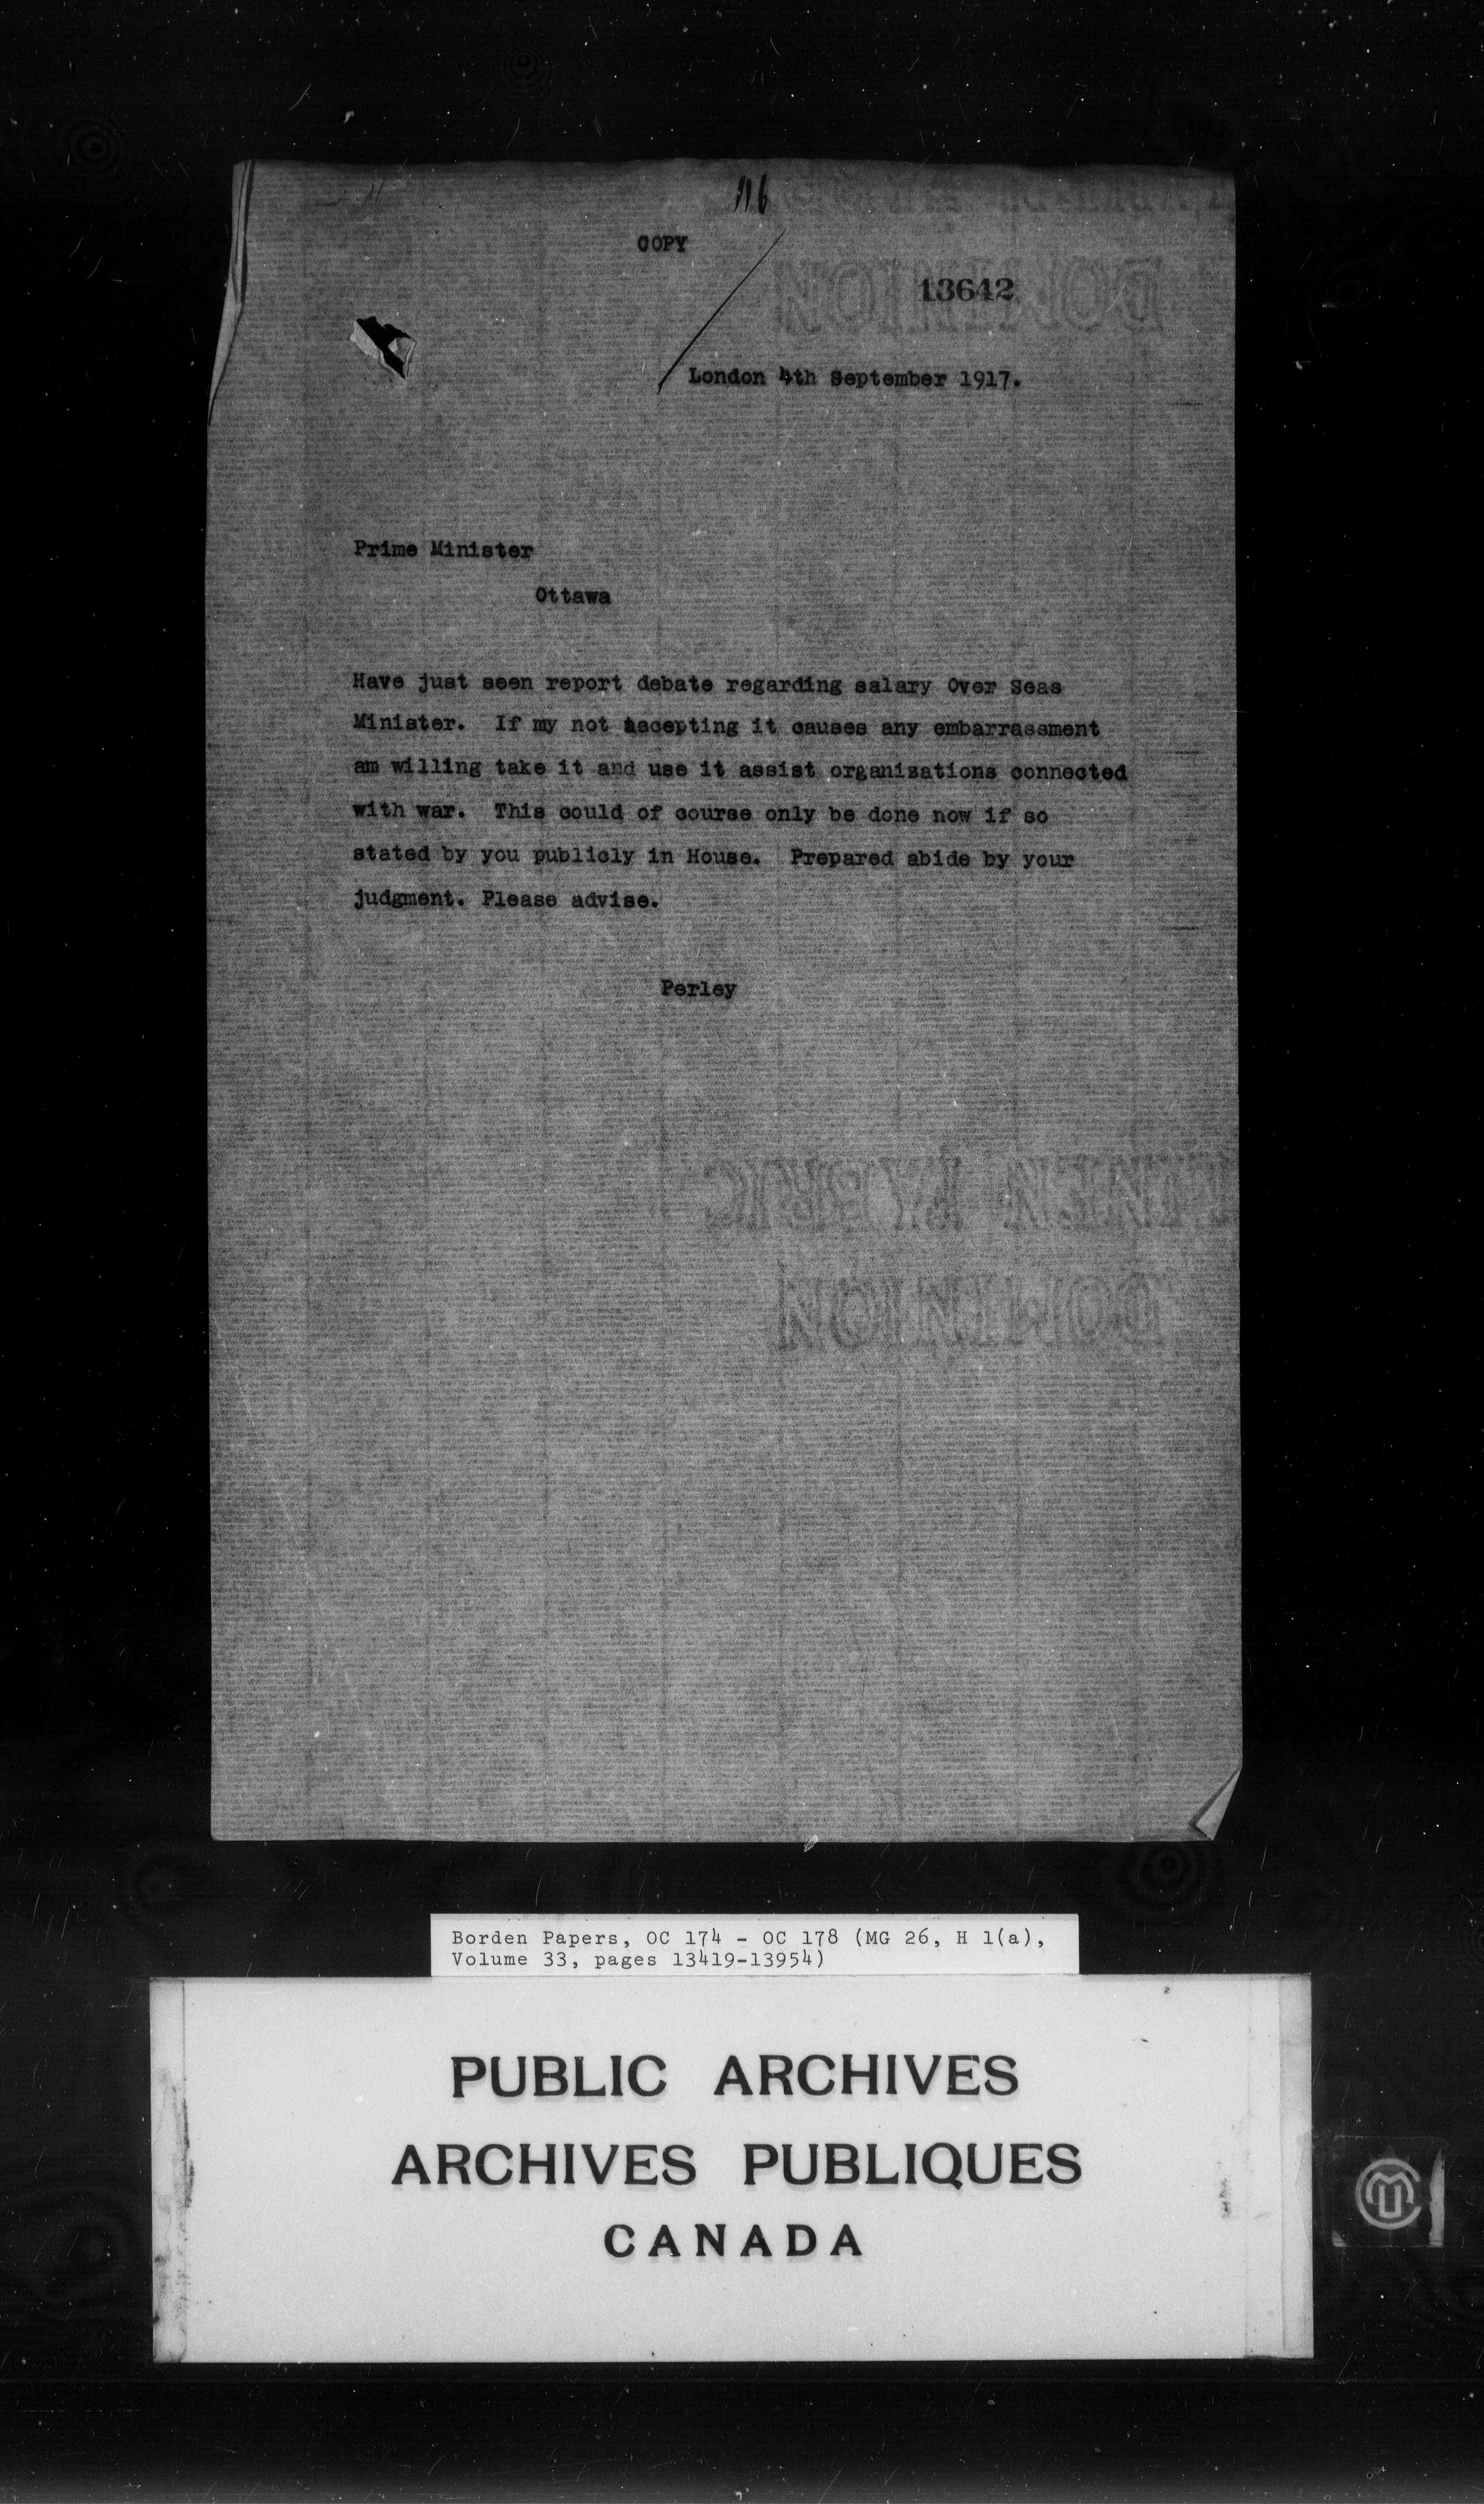 116
COPY
13642
London 4th September 1917.
Prime Minister
Ottawa
Have just seen report debate regarding salary Over Seas
Minister. If my not accepting it causes any embarrassment
am willing take it and use it assist organizations connected
with war. This could of course only be done now if so
stated by you publicly in House. Prepared abide by your
judgment. Please advise.
Perley
DOMINION
Borden Papers, OC 174 - OC 178 (MG 26, H 1(a),
Volume 33, pages 13419-13954)
PUBLIC ARCHIVES
ARCHIVES PUBLIQUES
CANADA